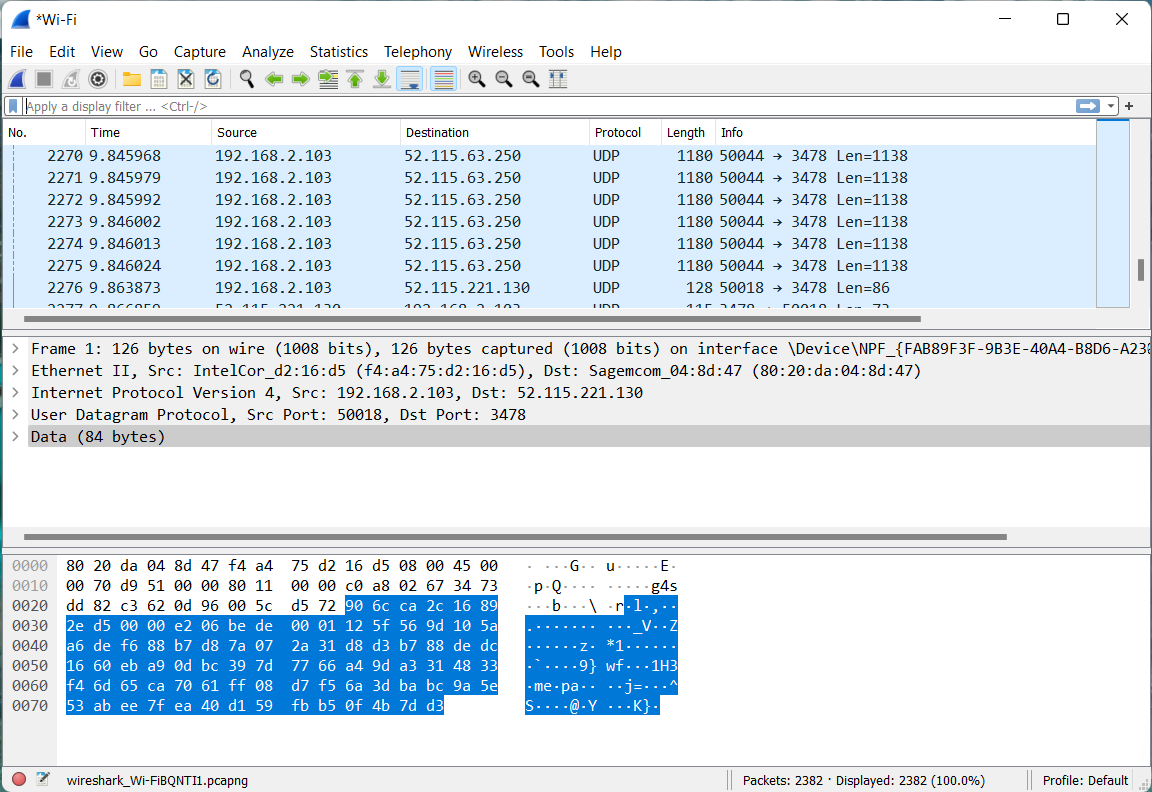 *Wi-Fi
File Edit View Go Capture Analyze Statistics Telephony Wireless Tools Help
Apply a display filter ... <Ctrl-/>
+
No. Time Source Destination Protocol Length Info
2270 9.845968 192.168.2.103 52.115.63.250 UDP 1180 50044 → 3478 Len=1138
2271 9.845979 192.168.2.103 52.115.63.250 UDP 1180 50044 → 3478 Len=1138
2272 9.845992 192.168.2.103 52.115.63.250 UDP 1180 50044 → 3478 Len=1138
2273 9.846002 192.168.2.103 52.115.63.250 UDP 1180 50044 → 3478 Len=1138
2274 9.846013 192.168.2.103 52.115.63.250 UDP 1180 50044 → 3478 Len=1138
2275 9.846024 192.168.2.103 52.115.63.250 UDP 1180 50044 → 3478 Len=1138
2276 9.863873 192.168.2.103 52.115.221.130 UDP 128 50018 → 3478 Len=86
Frame 1: 126 bytes on wire (1008 bits), 126 bytes captured (1008 bits) on interface \Device\NPF_{FAB89F3F-9B3E-40A4-B8D6-A23
Ethernet II, Src: IntelCor_d2:16:d5 (f4:a4:75:d2:16:d5), Dst: Sagemcom_04:8d:47 (80:20:da:04:8d:47)
Internet Protocol Version 4, Src: 192.168.2.103, Dst: 52.115.221.130
User Datagram Protocol, Src Port: 50018, Dst Port: 3478
Data (84 bytes)
0000 80 20 da 04 8d 47 f4 a4 75 d2 16 d5 08 00 45 00 · ···G·· u·····E·
0010 00 70 d9 51 00 00 80 11 00 00 c0 a8 02 67 34 73 ·p·Q···· ·····g4s
0020 dd 82 c3 62 0d 96 00 5c d5 72 90 6c ca 2c 16 89 ···b···\ ·r·l·,··
0030 2e d5 00 00 e2 06 be de 00 01 12 5f 56 9d 10 5a .······· ···_V··Z
0040 a6 de f6 88 b7 d8 7a 07 2a 31 d8 d3 b7 88 de dc ······z· *1······
0050 16 60 eb a9 0d bc 39 7d 77 66 a4 9d a3 31 48 33 ·`····9} wf···1H3
0060 f4 6d 65 ca 70 61 ff 08 d7 f5 6a 3d ba bc 9a 5e ·me·pa·· ··j=···^
0070 53 ab ee 7f ea 40 d1 59 fb b5 0f 4b 7d d3 S····@·Y ···K}·
wireshark_Wi-FiBQNTI1.pcapng Packets: 2382 · Displayed: 2382 (100.0%) Profile: Default